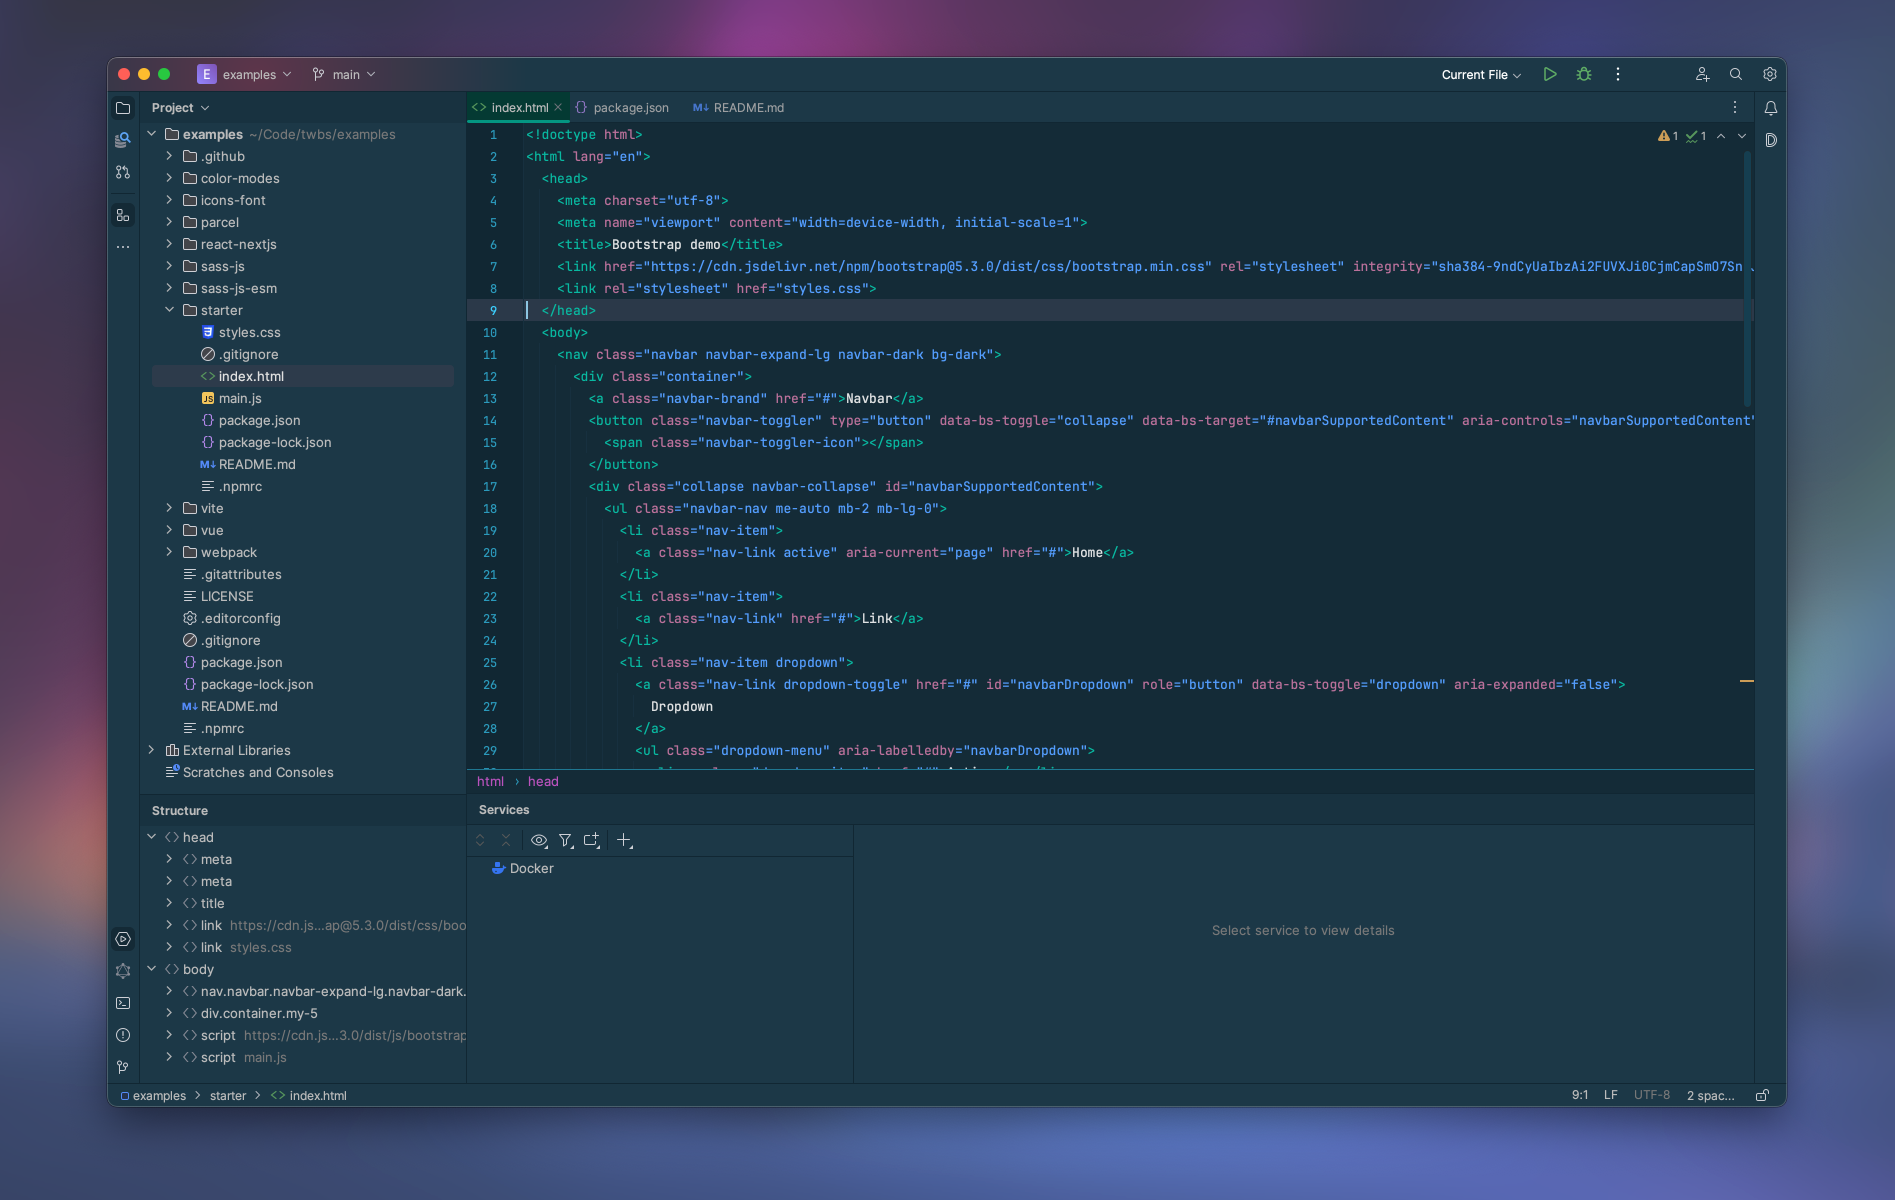 E examples main
Current File
Project
index.html
package.json
M↓ README.md
examples ~/Code/twbs/examples
.github
color-modes
icons-font
parcel
react-nextjs
sass-js
sass-js-esm
starter
styles.css
.gitignore
index.html
JS main.js
package.json
package-lock.json
M↓ README.md
.npmrc
vite
vue
webpack
.gitattributes
LICENSE
.editorconfig
.gitignore
package.json
package-lock.json
M↓ README.md
.npmrc
External Libraries
Scratches and Consoles
1 1
1 <!doctype html>
2 <html lang="en">
3 <head>
4 <meta charset="utf-8">
5 <meta name="viewport" content="width=device-width, initial-scale=1">
6 <title>Bootstrap demo</title>
7 <link href="https://cdn.jsdelivr.net/npm/bootstrap@5.3.0/dist/css/bootstrap.min.css" rel="stylesheet" integrity="sha384-9ndCyUaIbzAi2FUVXJi0CjmCapSmO7Sn
8 <link rel="stylesheet" href="styles.css">
9 </head>
10 <body>
11 <nav class="navbar navbar-expand-lg navbar-dark bg-dark">
12 <div class="container">
13 <a class="navbar-brand" href="#">Navbar</a>
14 <button class="navbar-toggler" type="button" data-bs-toggle="collapse" data-bs-target="#navbarSupportedContent" aria-controls="navbarSupportedContent"
15 <span class="navbar-toggler-icon"></span>
16 </button>
17 <div class="collapse navbar-collapse" id="navbarSupportedContent">
18 <ul class="navbar-nav me-auto mb-2 mb-lg-0">
19 <li class="nav-item">
20 <a class="nav-link active" aria-current="page" href="#">Home</a>
21 </li>
22 <li class="nav-item">
23 <a class="nav-link" href="#">Link</a>
24 </li>
25 <li class="nav-item dropdown">
26 <a class="nav-link dropdown-toggle" href="#" id="navbarDropdown" role="button" data-bs-toggle="dropdown" aria-expanded="false">
27 Dropdown
28 </a>
29 <ul class="dropdown-menu" aria-labelledby="navbarDropdown">
html › head
Structure
head
meta
meta
title
link https://cdn.js...ap@5.3.0/dist/css/boo
link styles.css
body
nav.navbar.navbar-expand-lg.navbar-dark.
div.container.my-5
script https://cdn.js...3.0/dist/js/bootstrap
script main.js
Services
Docker
Select service to view details
examples > starter > index.html
9:1 LF UTF-8 2 spac...